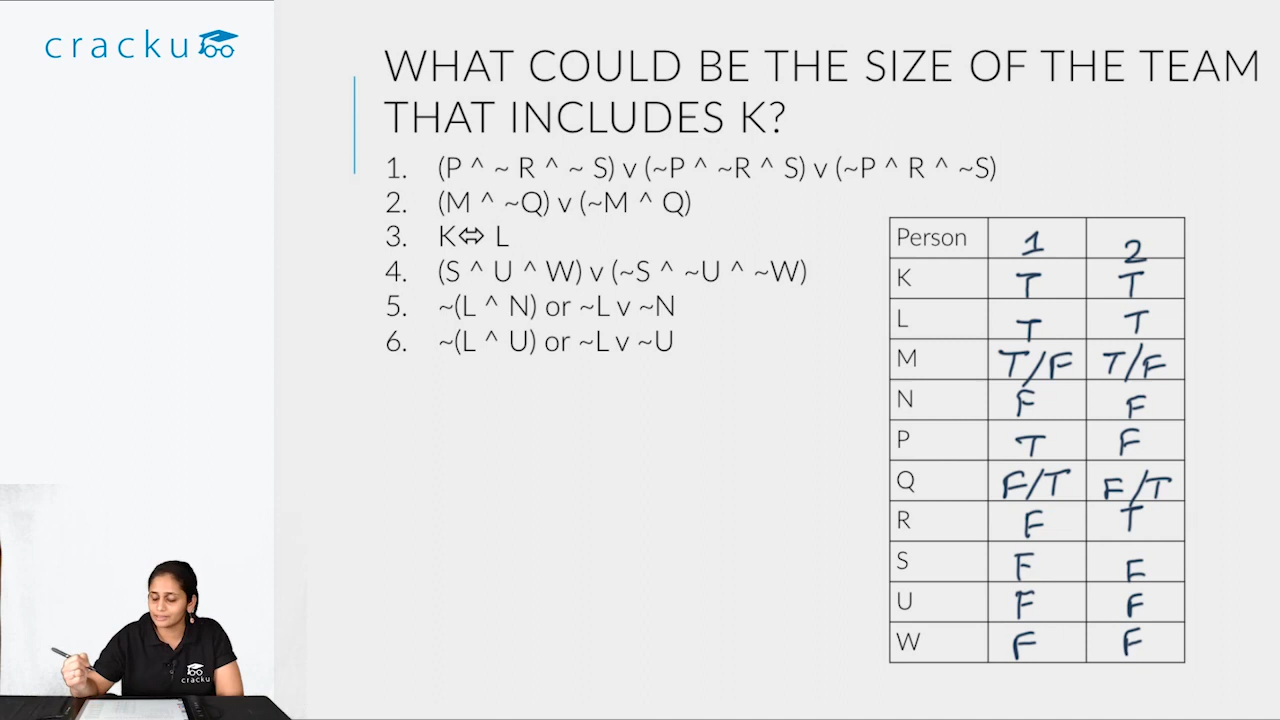 cracku
WHAT COULD BE THE SIZE OF THE TEAM
THAT INCLUDES K?
1. (P ^ ~ R ^ ~ S) v (~P ^ ~R ^ S) v (~P ^ R ^ ~S)
2. (M ^ ~Q) v (~M ^ Q)
3. K⇔ L
4. (S ^ U ^ W) v (~S ^ ~U ^ ~W)
5. ~(L ^ N) or ~L v ~N
6. ~(L ^ U) or ~L v ~U
Person 1 2
K T T
L T T
M T/F T/F
N F F
P T F
Q F/T F/T
R F T
S F F
U F F
W F F
cracku